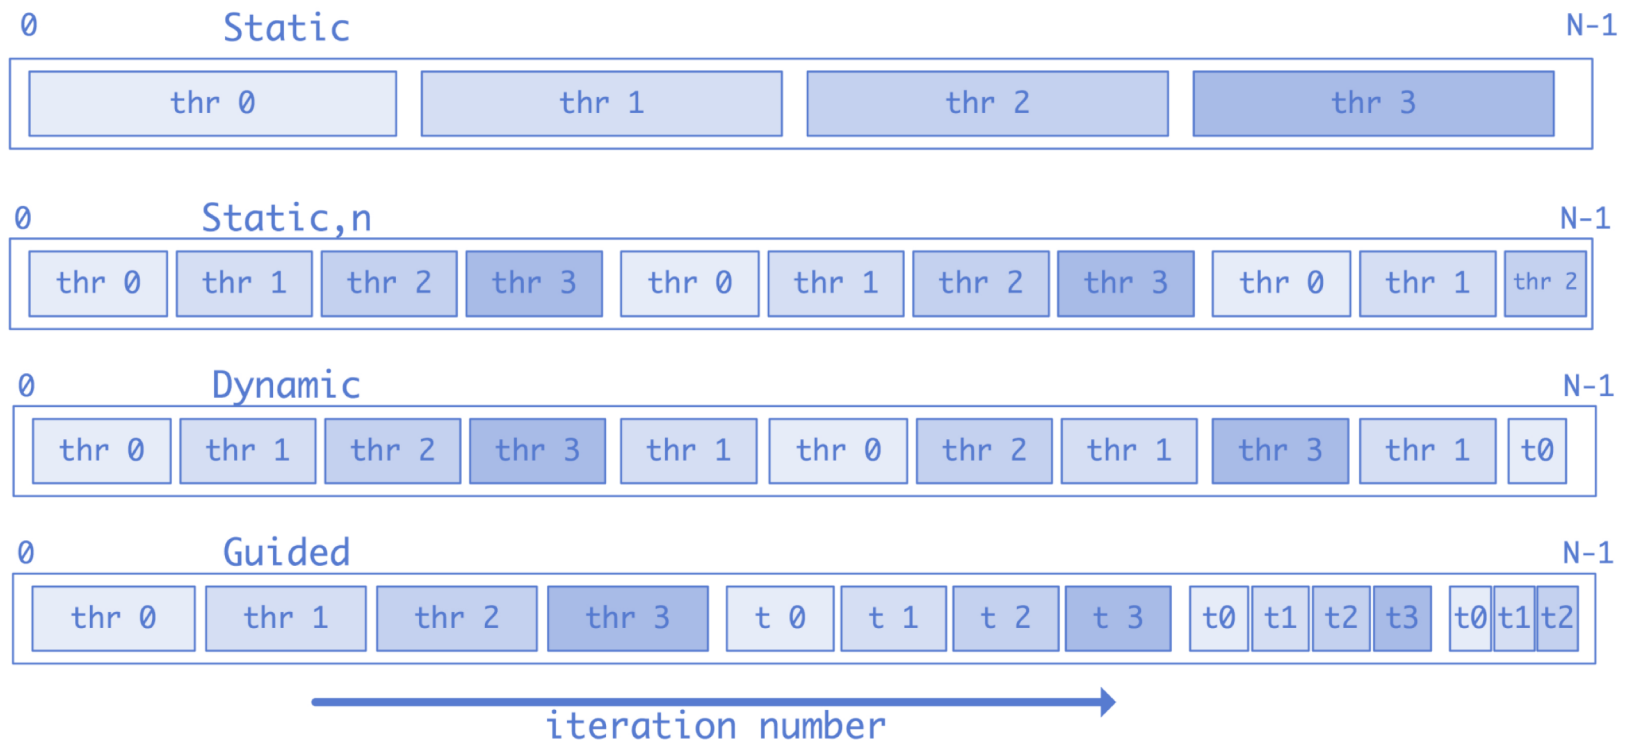 0 Static N-1
thr 0 thr 1 thr 2 thr 3
0 Static,n N-1
thr 0 thr 1 thr 2 thr 3 thr 0 thr 1 thr 2 thr 3 thr 0 thr 1 thr 2
0 Dynamic N-1
thr 0 thr 1 thr 2 thr 3 thr 1 thr 0 thr 2 thr 1 thr 3 thr 1 t0
0 Guided N-1
thr 0 thr 1 thr 2 thr 3 t 0 t 1 t 2 t 3 t0 t1 t2 t3 t0 t1 t2
iteration number